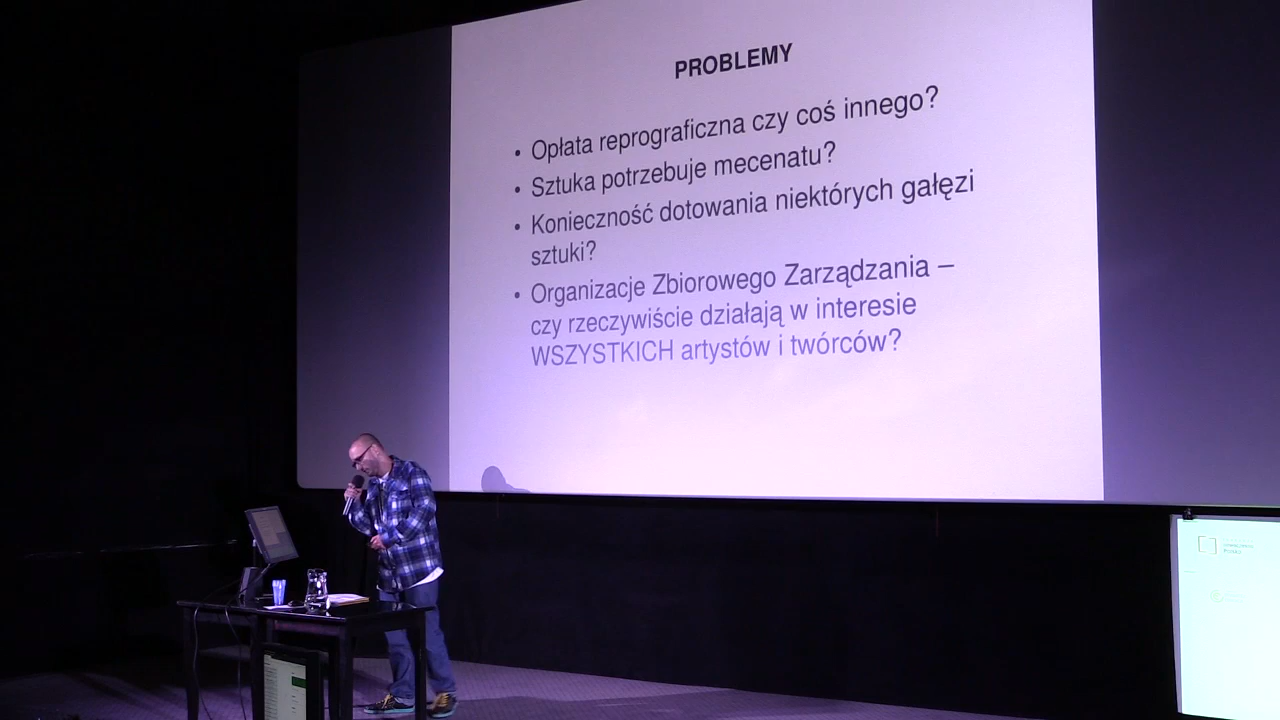 PROBLEMY
• Opłata reprograficzna czy coś innego?
• Sztuka potrzebuje mecenatu?
• Konieczność dotowania niektórych gałęzi
sztuki?
• Organizacje Zbiorowego Zarządzania –
czy rzeczywiście działają w interesie
WSZYSTKICH artystów i twórców?